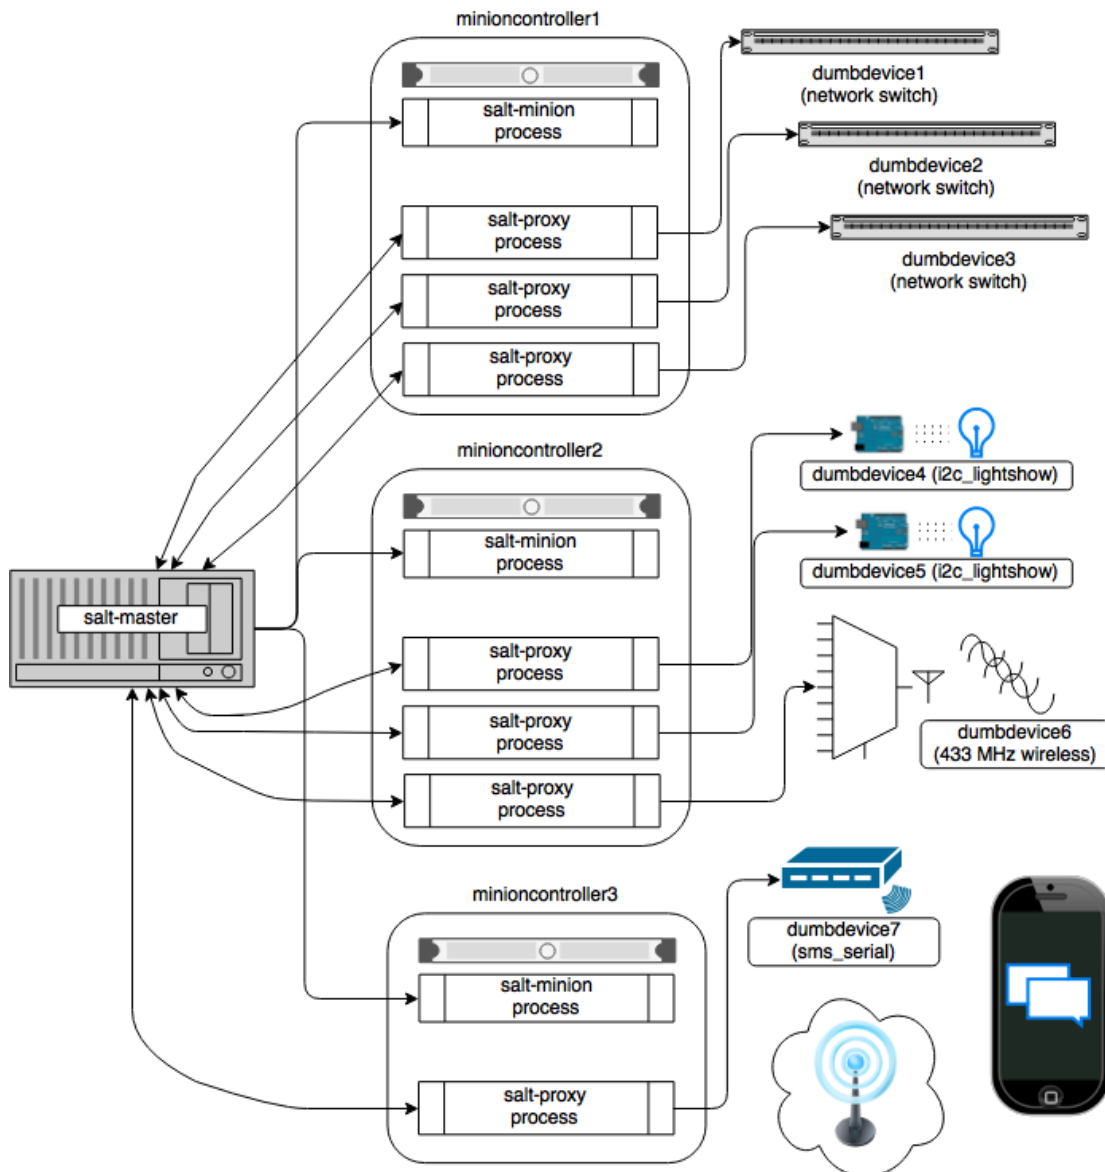 minioncontroller1
salt-minion
process
salt-proxy
process
salt-proxy
process
salt-proxy
process
dumbdevice1
(network switch)
dumbdevice2
(network switch)
dumbdevice3
(network switch)
minioncontroller2
salt-minion
process
salt-proxy
process
salt-proxy
process
salt-proxy
process
dumbdevice4 (i2c_lightshow)
dumbdevice5 (i2c_lightshow)
dumbdevice6
(433 MHz wireless)
salt-master
minioncontroller3
salt-minion
process
salt-proxy
process
dumbdevice7
(sms_serial)